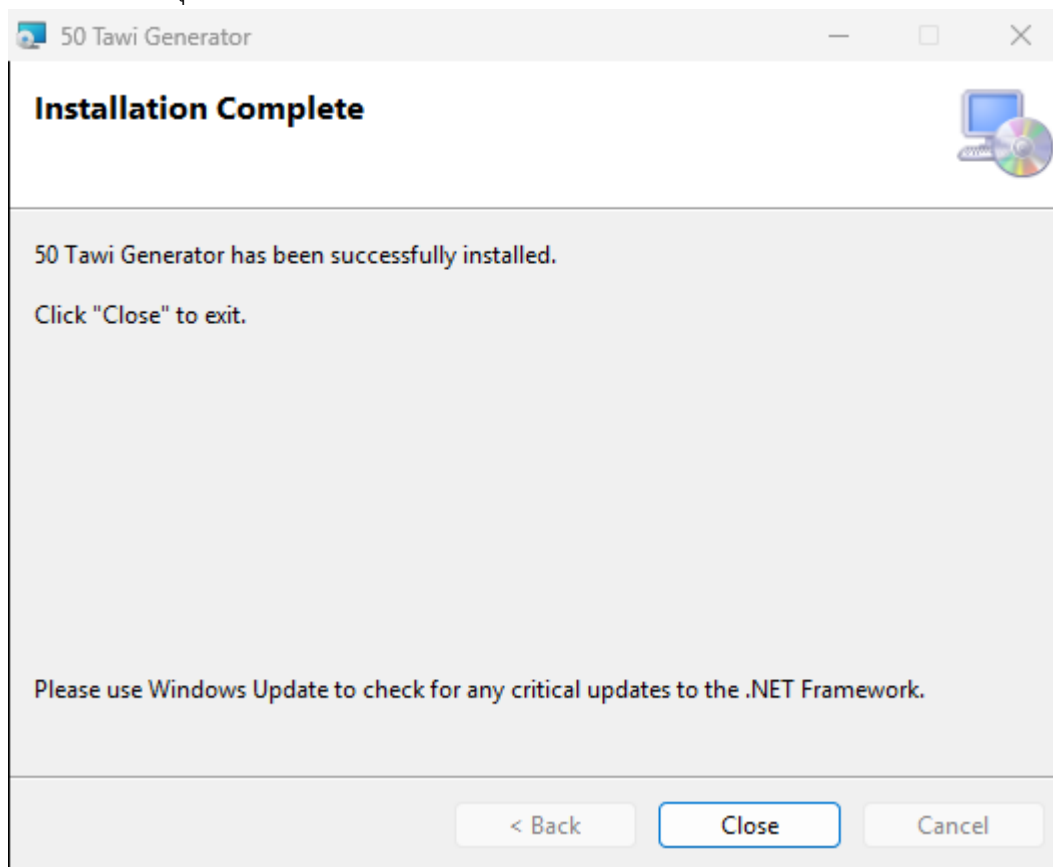 50 Tawi Generator
Installation Complete
50 Tawi Generator has been successfully installed.
Click "Close" to exit.
Please use Windows Update to check for any critical updates to the .NET Framework.
< Back
Close
Cancel